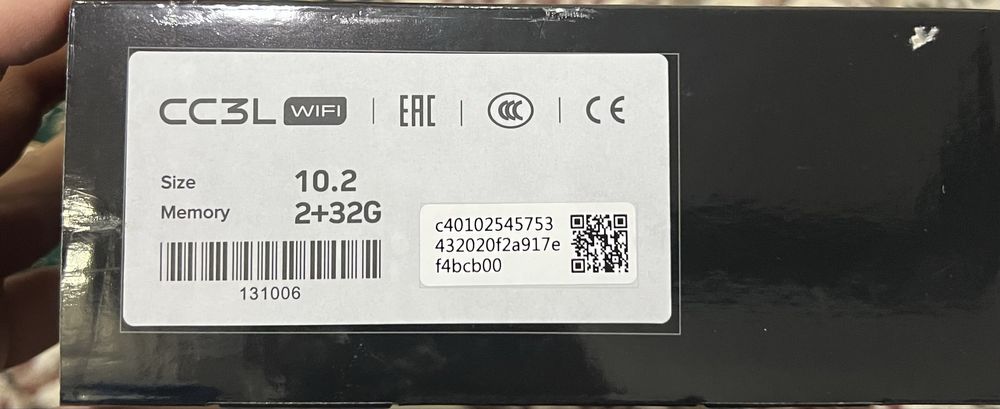 CC3L WIFI EAC CCC CE
Size 10.2
Memory 2+32G
131006
c40102545753
432020f2a917e
f4bcb00